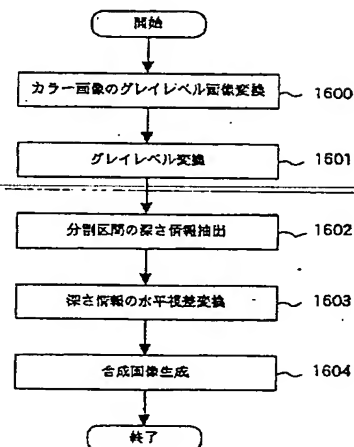 開始
カラー画像のグレイレベル画像変換
1600
グレイレベル変換
1601
分割区間の深さ情報抽出
1602
深さ情報の水平視差変換
1603
合成画像生成
1604
終了